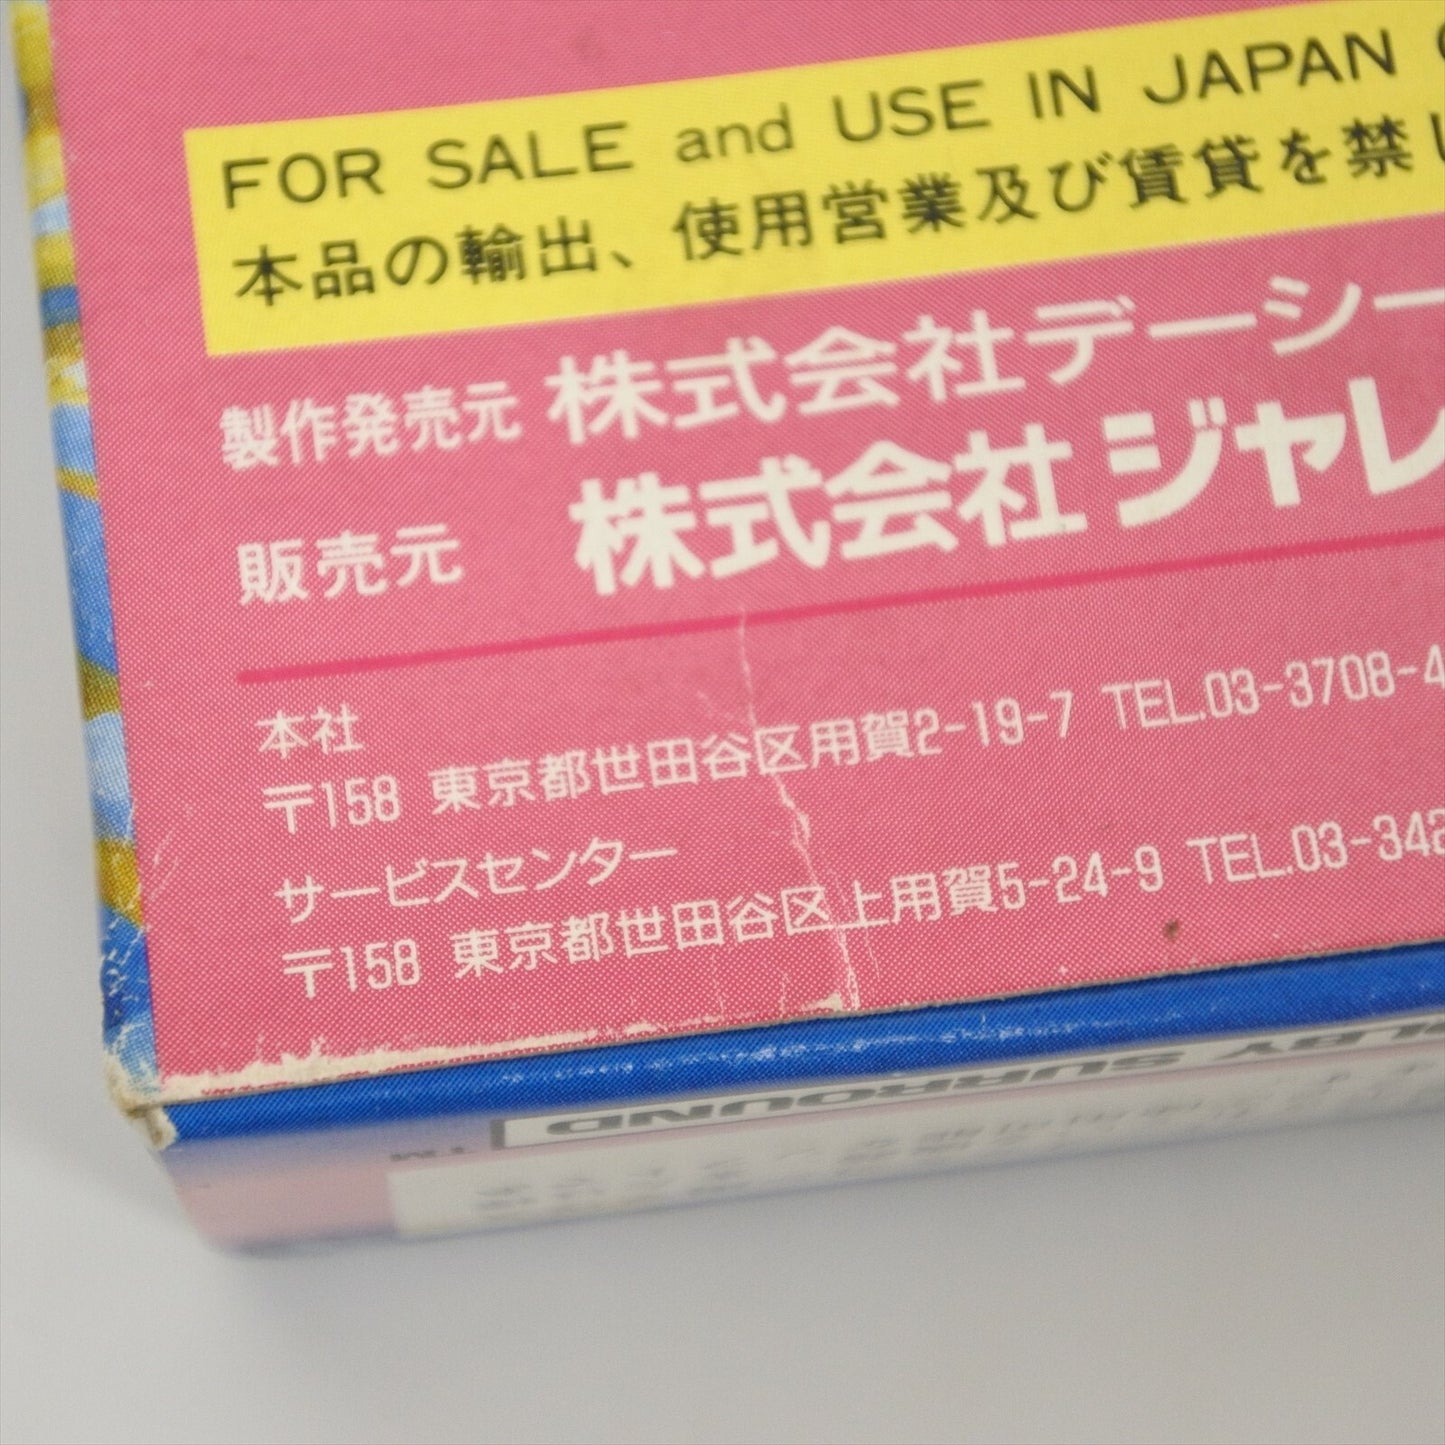 FOR SALE and USE IN JAPAN
本品の輸出、使用営業及び賃貸を禁じ
製作発売元 株式会社デーシー
販売元 株式会社ジャレ
本社
〒158 東京都世田谷区用賀2-19-7 TEL.03-3708-4
サービスセンター
〒158 東京都世田谷区上用賀5-24-9 TEL.03-342
DOLBY SURROUND
TM